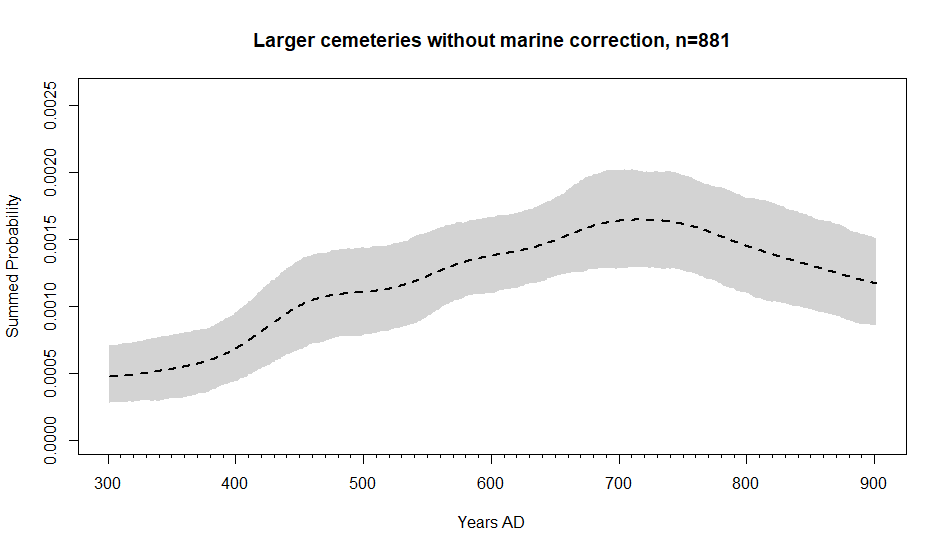 Larger cemeteries without marine correction, n=881
Summed Probability
0.0025
0.0020
0.0015
0.0010
0.0005
0.0000
300 400 500 600 700 800 900
Years AD